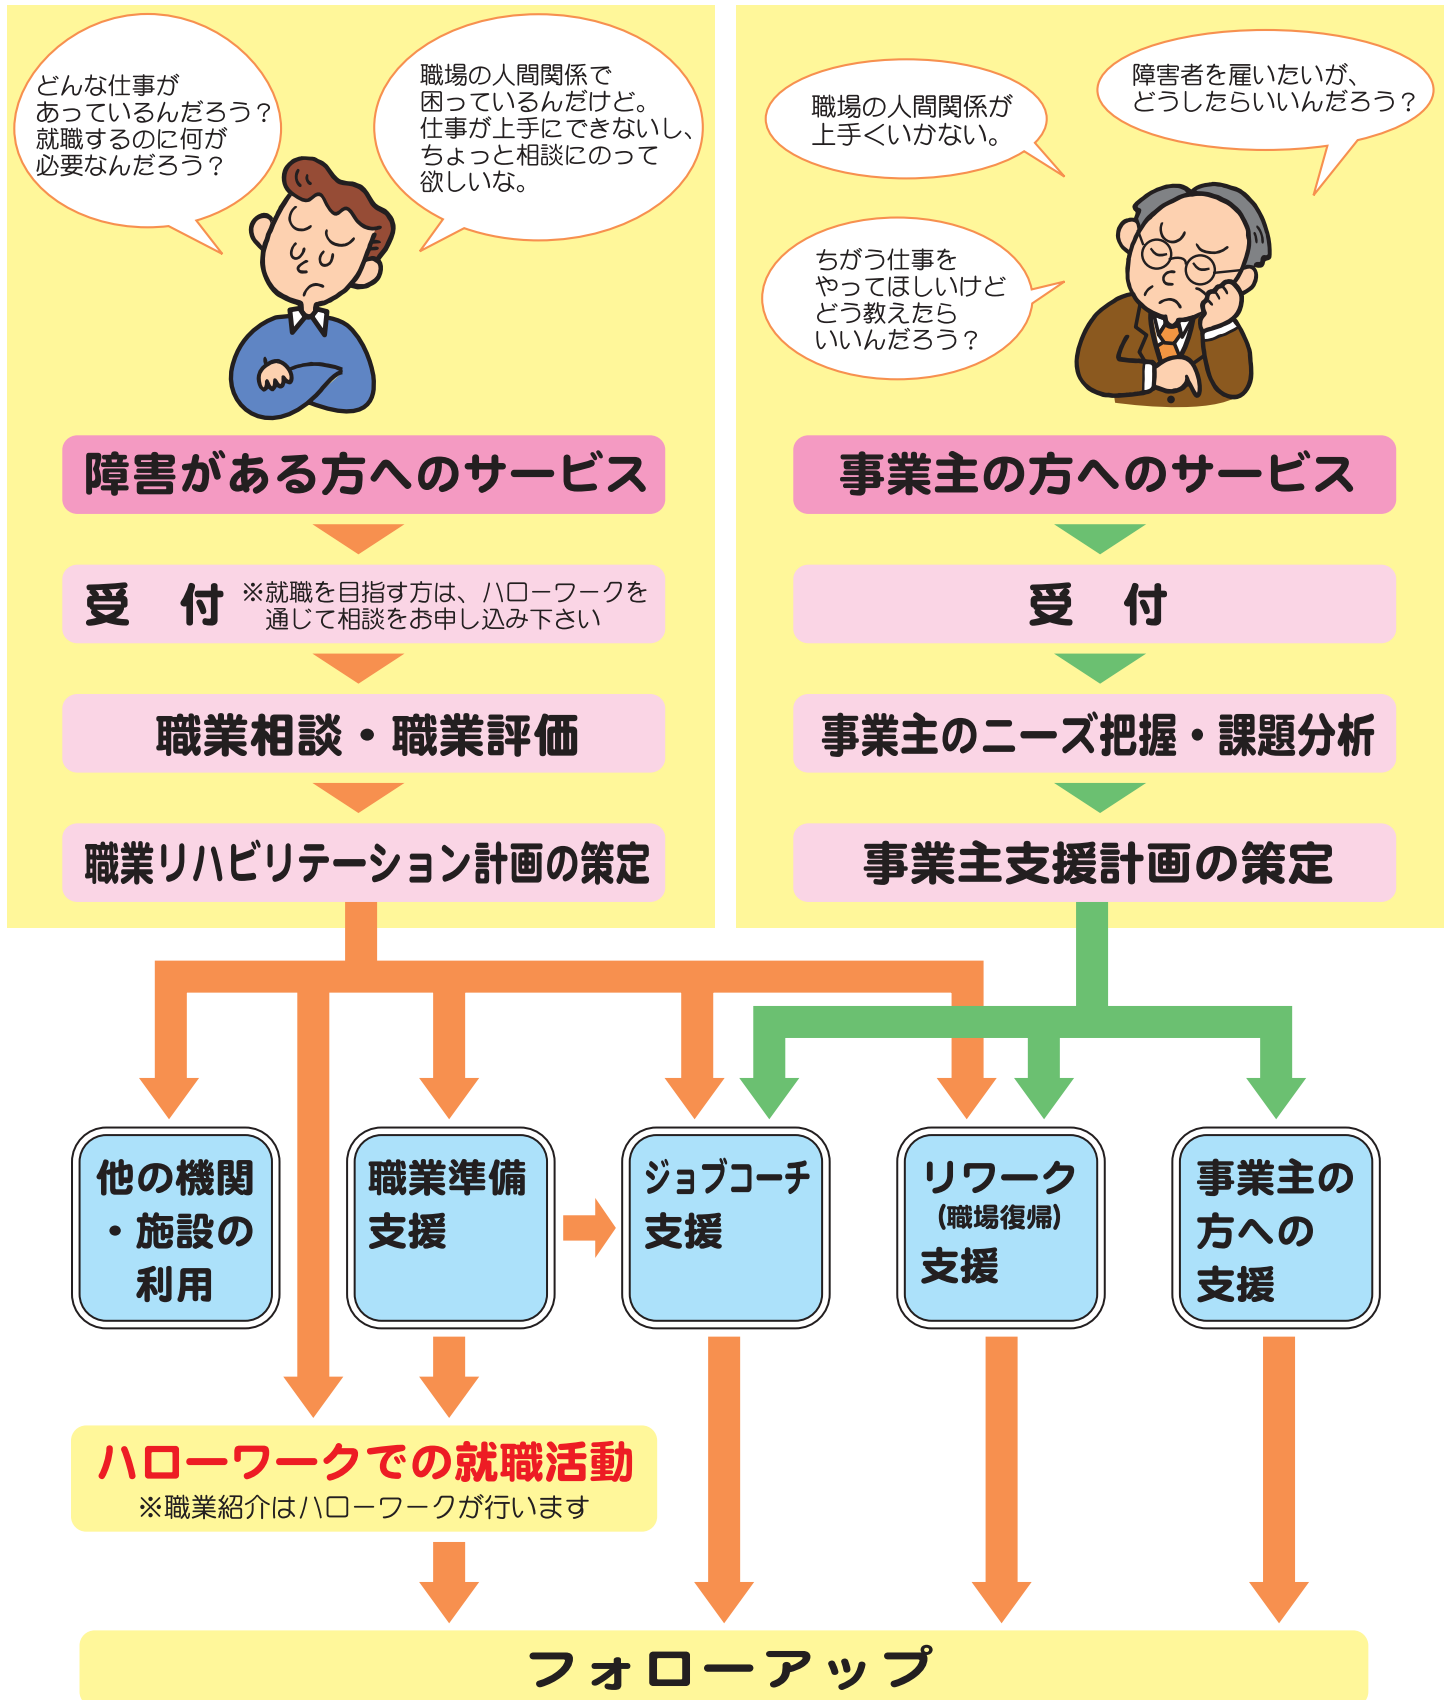 どんな仕事が
あっているんだろう？
就職するのに何が
必要なんだろう？
職場の人間関係で
困っているんだけど。
仕事が上手にできないし、
ちょっと相談にのって
欲しいな。
職場の人間関係が
上手くいかない。
障害者を雇いたいが、
どうしたらいいんだろう？
ちがう仕事を
やってほしいけど
どう教えたら
いいんだろう？
障害がある方へのサービス
受　付
※就職を目指す方は、ハローワークを
通じて相談をお申し込み下さい
職業相談・職業評価
職業リハビリテーション計画の策定
事業主の方へのサービス
受　付
事業主のニーズ把握・課題分析
事業主支援計画の策定
他の機関
・施設の
利用
職業準備
支援
ジョブコーチ
支援
リワーク
(職場復帰)
支援
事業主の
方への
支援
ハローワークでの就職活動
※職業紹介はハローワークが行います
フォローアップ